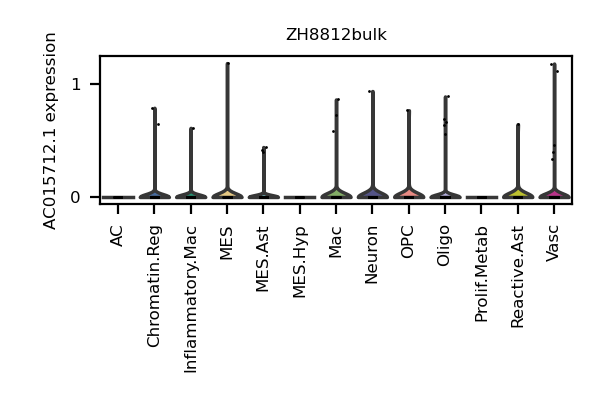 ZH8812bulk
AC015712.1 expression
1
0
AC
Chromatin.Reg
Inflammatory.Mac
MES
MES.Ast
MES.Hyp
Mac
Neuron
OPC
Oligo
Prolif.Metab
Reactive.Ast
Vasc